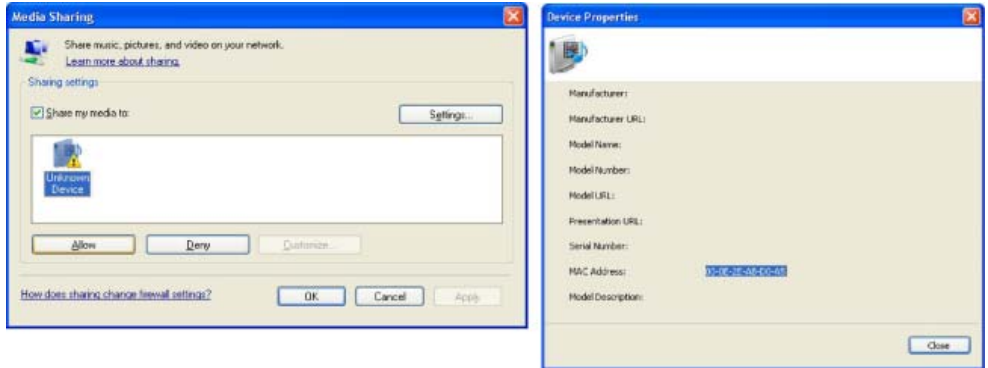 Media Sharing
Share music, pictures, and video on your network.
Learn more about sharing.
Sharing settings
Share my media to:
Settings...
Unknown
Device
Allow
Deny
Customize...
How does sharing change firewall settings?
OK
Cancel
Apply
Device Properties
Manufacturer:
Manufacturer URL:
Model Name:
Model Number:
Model URL:
Presentation URL:
Serial Number:
MAC Address:
Model Description:
Close